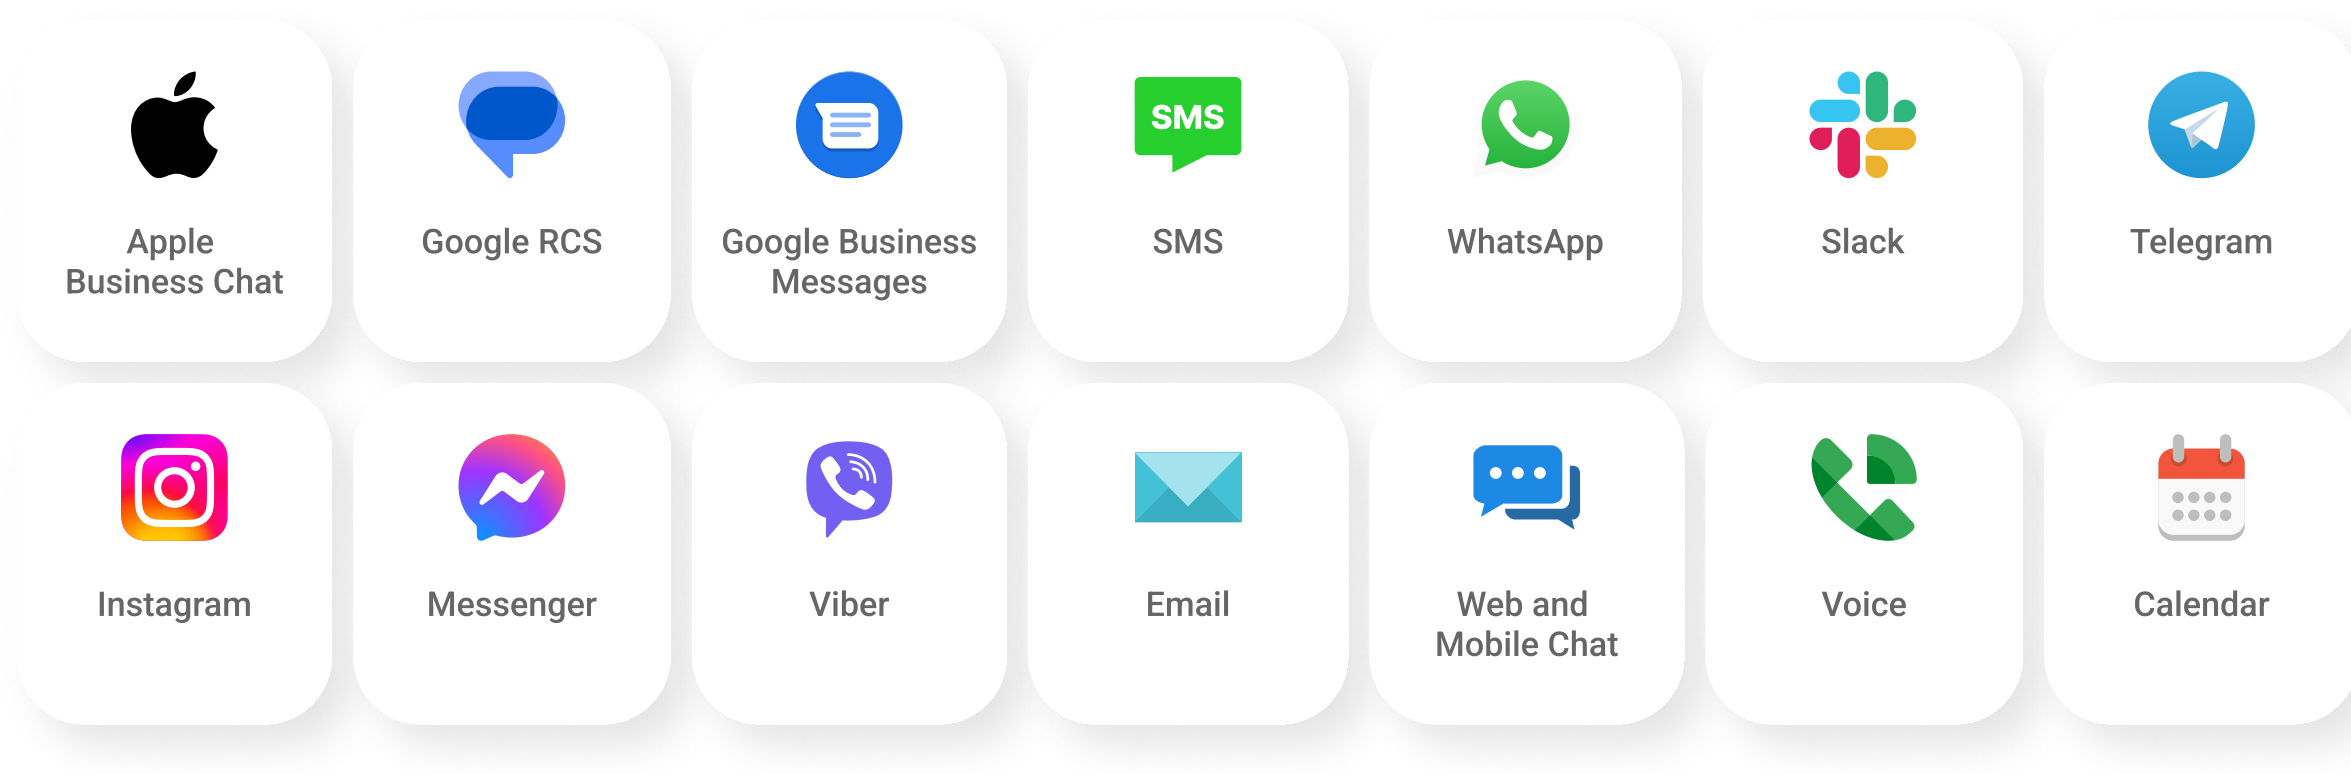 Apple
Business Chat
Google RCS
Google Business
Messages
SMS
SMS
WhatsApp
Slack
Telegram
Instagram
Messenger
Viber
Email
Web and
Mobile Chat
Voice
Calendar